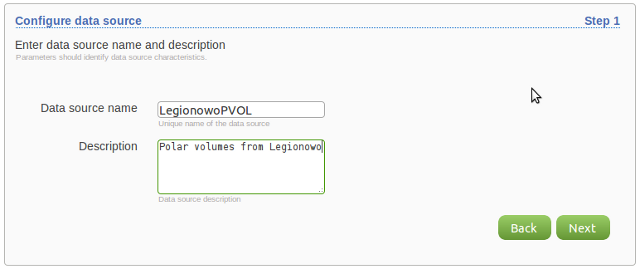 Configure data source Step 1
Enter data source name and description
Parameters should identify data source characteristics.
Data source name LegionowoPVOL
Unique name of the data source
Description Polar volumes from Legionowo
Data source description
Back Next